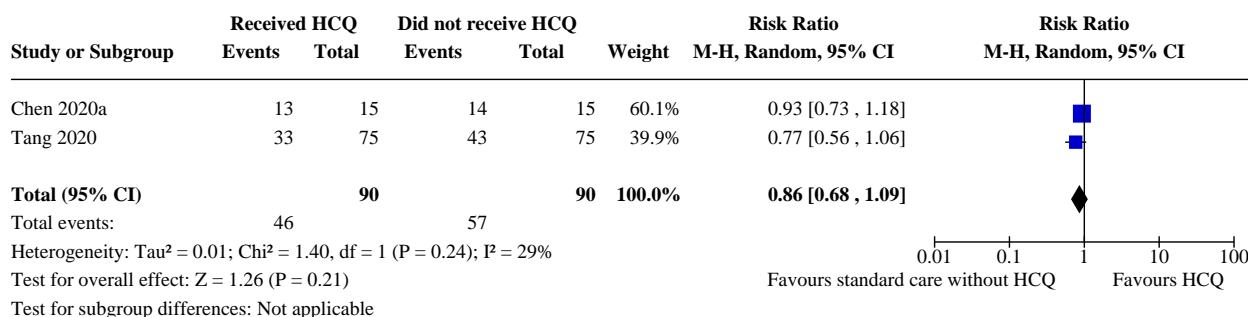 Received HCQ Did not receive HCQ Risk Ratio Risk Ratio
Study or Subgroup Events Total Events Total Weight M-H, Random, 95% CI M-H, Random, 95% CI
Chen 2020a 13 15 14 15 60.1% 0.93 [0.73 , 1.18]
Tang 2020 33 75 43 75 39.9% 0.77 [0.56 , 1.06]
Total (95% CI) 90 90 100.0% 0.86 [0.68 , 1.09]
Total events: 46 57
Heterogeneity: Tau² = 0.01; Chi² = 1.40, df = 1 (P = 0.24); I² = 29%
0.01 0.1 1 10 100
Test for overall effect: Z = 1.26 (P = 0.21)
Favours standard care without HCQ Favours HCQ
Test for subgroup differences: Not applicable